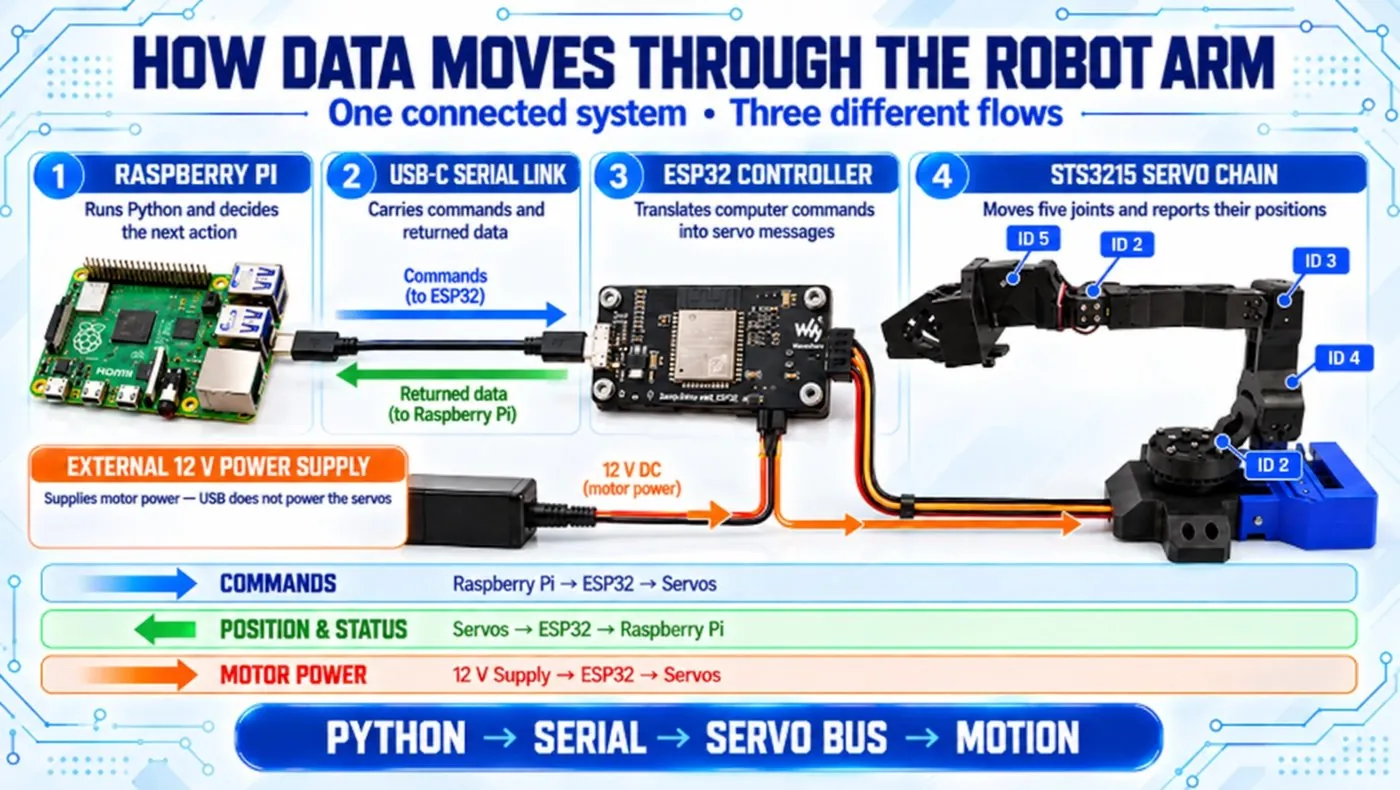 HOW DATA MOVES THROUGH THE ROBOT ARM
One connected system • Three different flows
1 RASPBERRY PI
Runs Python and decides
the next action
2 USB-C SERIAL LINK
Carries commands and
returned data
Commands
(to ESP32)
Returned data
(to Raspberry Pi)
3 ESP32 CONTROLLER
Translates computer commands
into servo messages
Waveshare
4 STS3215 SERVO CHAIN
Moves five joints and reports their positions
ID 5
ID 2
ID 3
ID 4
ID 2
HDMI
EXTERNAL 12 V POWER SUPPLY
Supplies motor power — USB does not power the servos
12 V DC
(motor power)
COMMANDS Raspberry Pi → ESP32 → Servos
POSITION & STATUS Servos → ESP32 → Raspberry Pi
MOTOR POWER 12 V Supply → ESP32 → Servos
PYTHON → SERIAL → SERVO BUS → MOTION